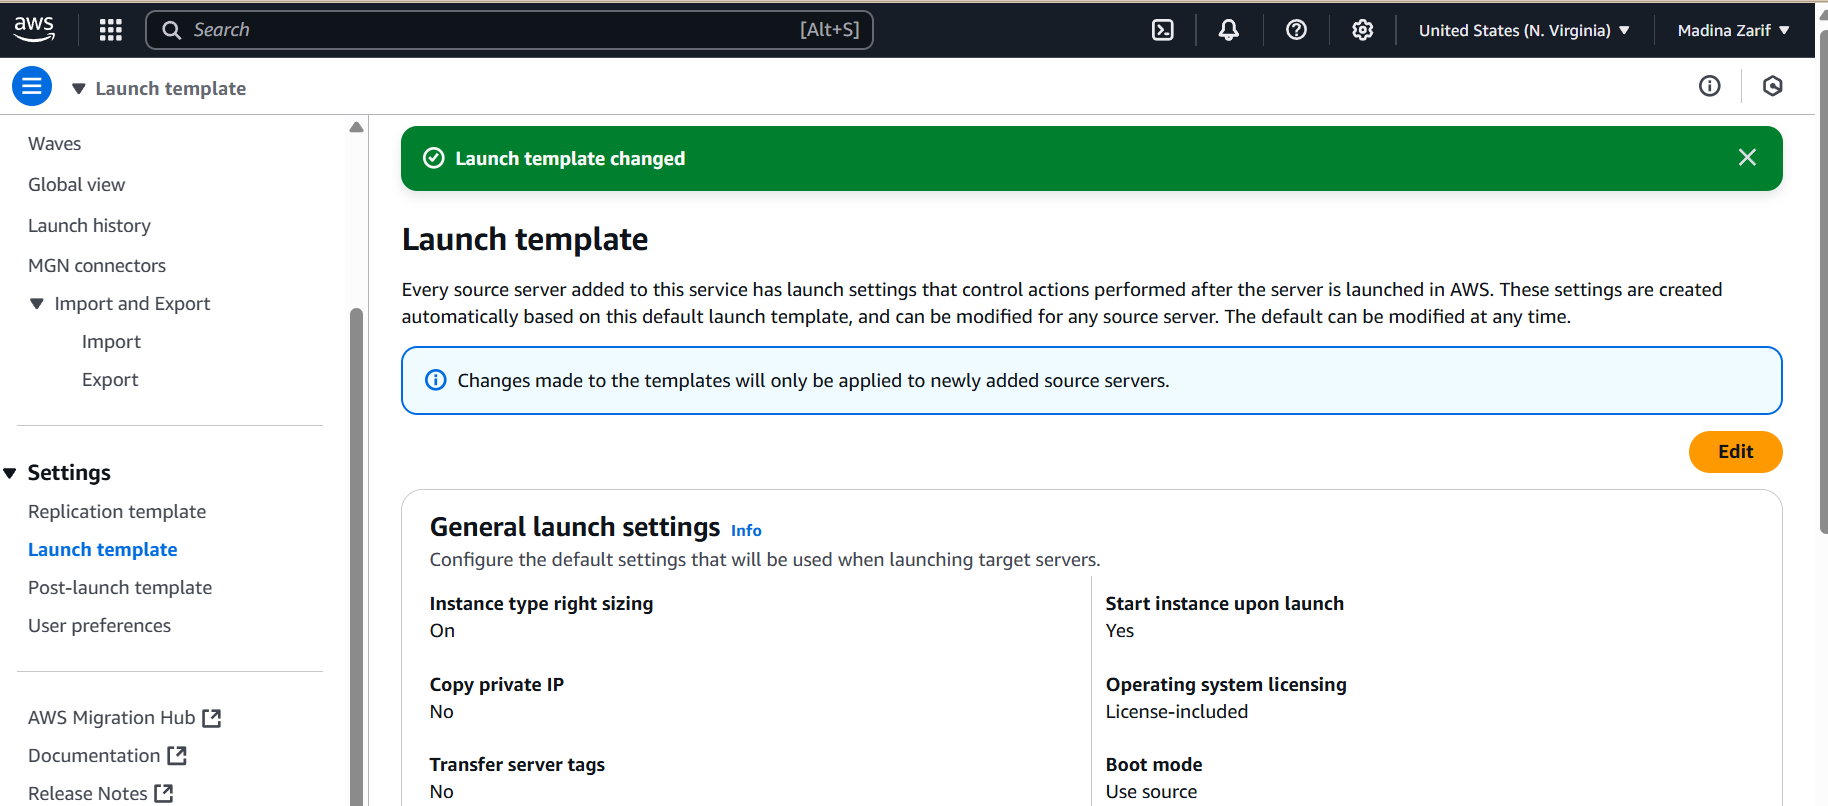 aws
Search
[Alt+S]
United States (N. Virginia)
Madina Zarif
Launch template
Waves
Global view
Launch history
MGN connectors
Import and Export
Import
Export
Settings
Replication template
Launch template
Post-launch template
User preferences
AWS Migration Hub
Documentation
Release Notes
Launch template changed
Launch template
Every source server added to this service has launch settings that control actions performed after the server is launched in AWS. These settings are created
automatically based on this default launch template, and can be modified for any source server. The default can be modified at any time.
Changes made to the templates will only be applied to newly added source servers.
Edit
General launch settings Info
Configure the default settings that will be used when launching target servers.
Instance type right sizing
On
Copy private IP
No
Transfer server tags
No
Start instance upon launch
Yes
Operating system licensing
License-included
Boot mode
Use source